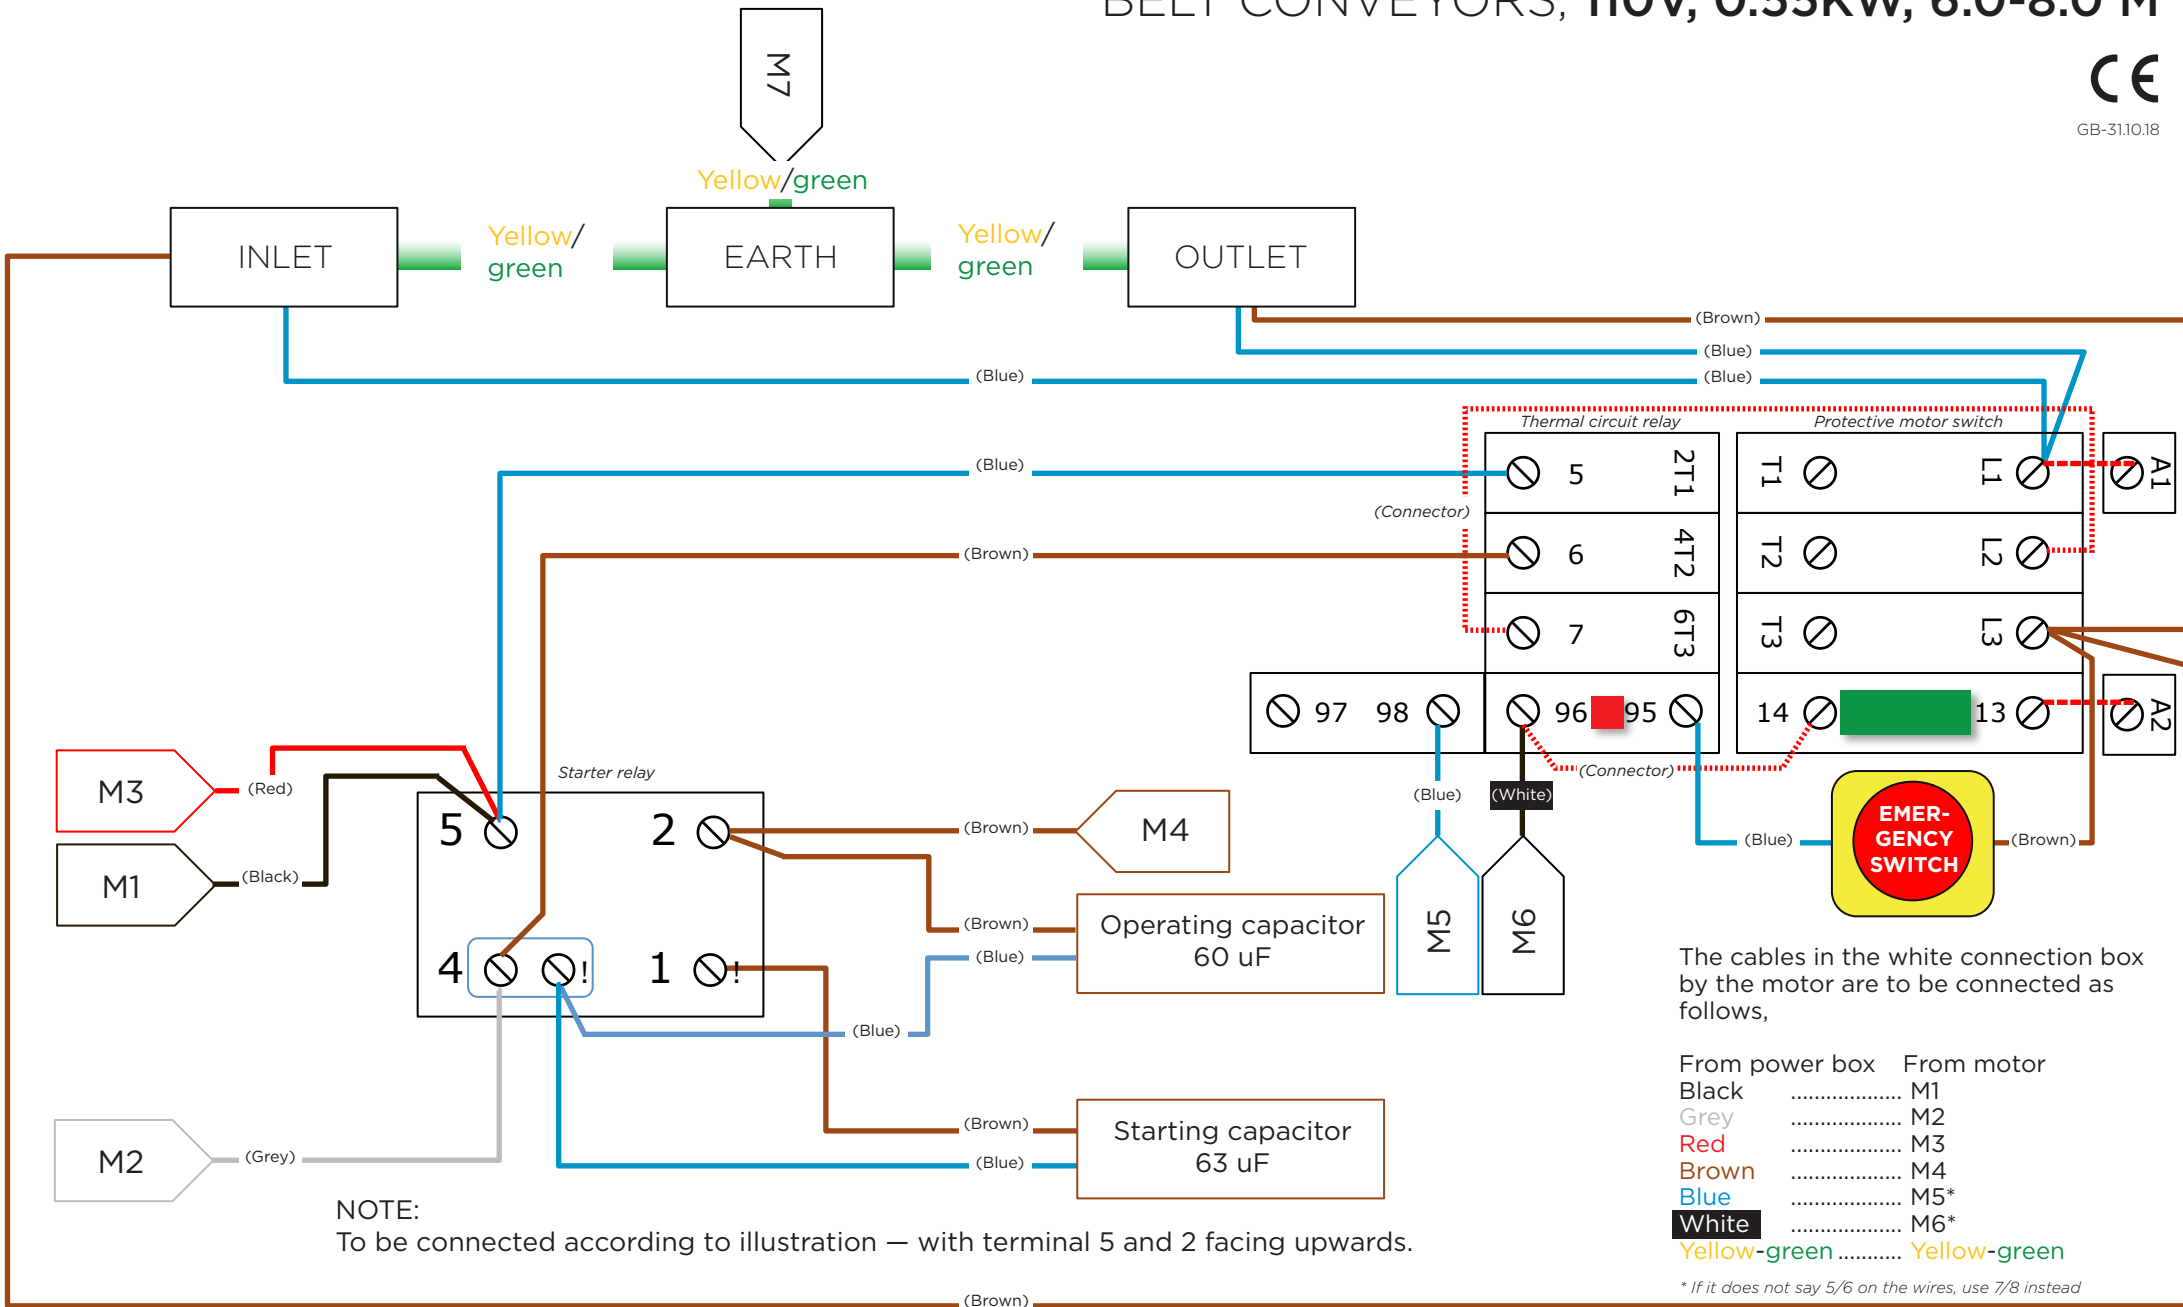 BELT CONVEYORS, 110V, 0.55KW, 6.0-8.0 M
CE
GB-31.10.18
M7
Yellow/green
INLET
Yellow/
green
EARTH
Yellow/
green
OUTLET
(Brown)
(Blue)
(Blue)
(Blue)
Thermal circuit relay
Protective motor switch
(Blue)
5
2T1
T1
L1
A1
(Connector)
(Brown)
6
4T2
T2
L2
7
6T3
T3
L3
97 98
96 95
14 13
A2
M3
(Red)
Starter relay
(Connector)
(Blue)
(White)
M1
(Black)
5
2
(Brown)
M4
EMER-
GENCY
SWITCH
(Blue)
(Brown)
M5
M6
(Brown)
(Blue)
Operating capacitor
60 uF
4
!
1
!
(Blue)
The cables in the white connection box
by the motor are to be connected as
follows,
From power box From motor
Black ................... M1
Grey ................... M2
Red ................... M3
Brown ................... M4
Blue ................... M5*
White ................... M6*
Yellow-green ........... Yellow-green
* If it does not say 5/6 on the wires, use 7/8 instead
(Brown)
(Blue)
Starting capacitor
63 uF
M2
(Grey)
NOTE:
To be connected according to illustration — with terminal 5 and 2 facing upwards.
(Brown)